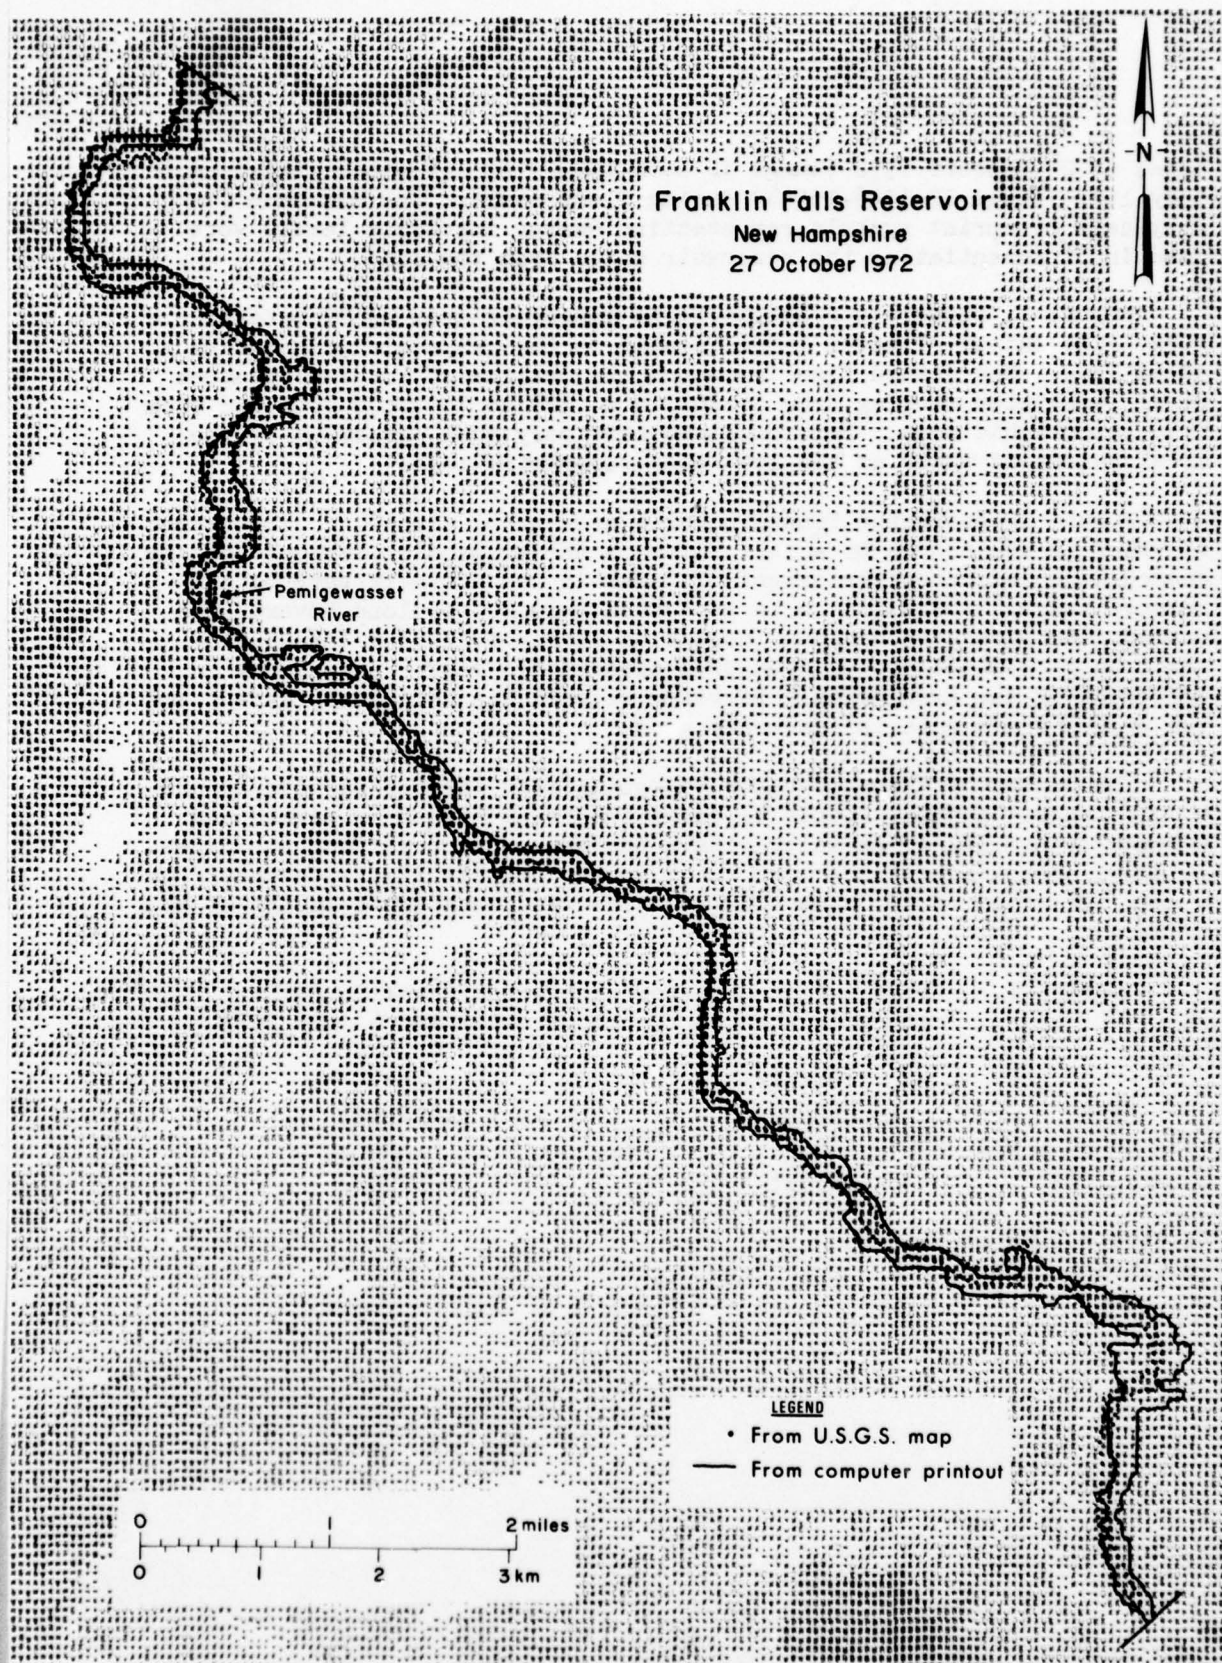 N
Franklin Falls Reservoir
New Hampshire
27 October 1972
Pemigewasset
River
LEGEND
• From U.S.G.S. map
— From computer printout
0 1 2 miles
0 1 2 3 km